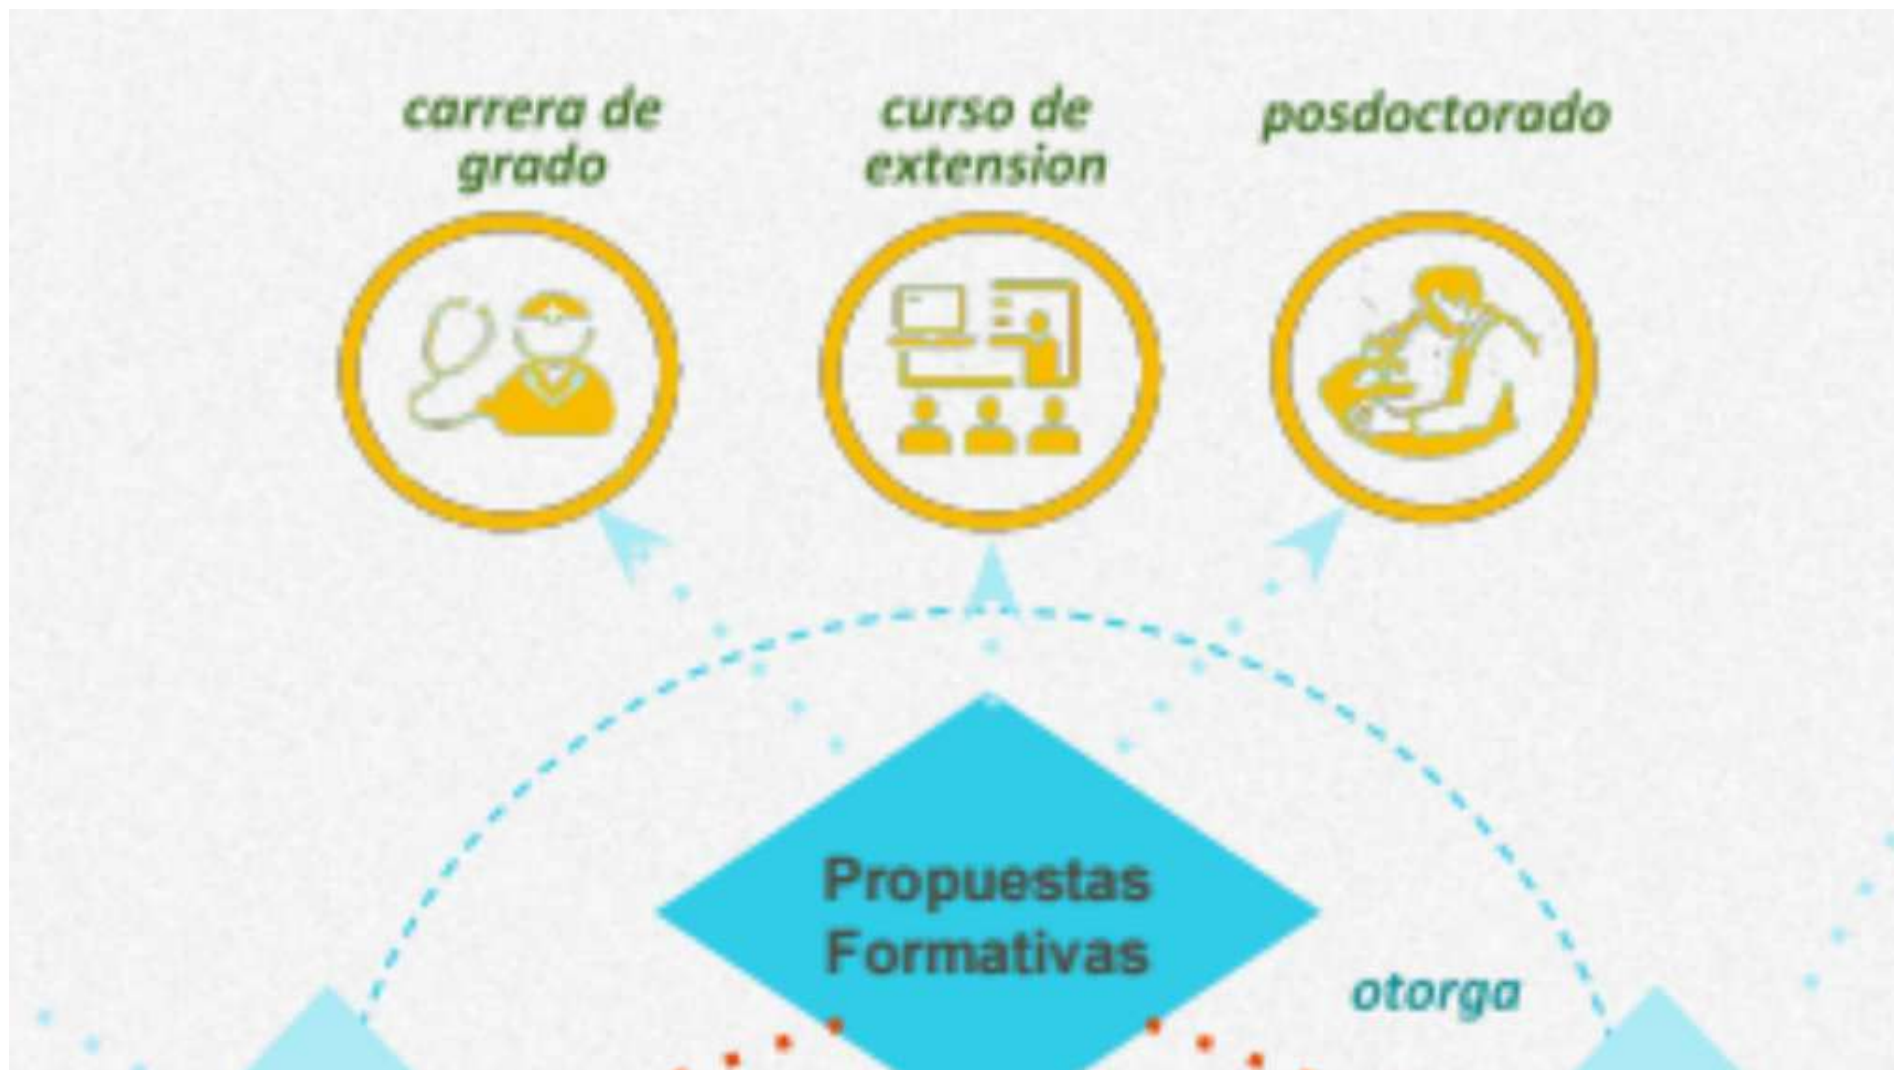 carrera de
grado
curso de
extension
posdoctorado
Propuestas
Formativas
otorga